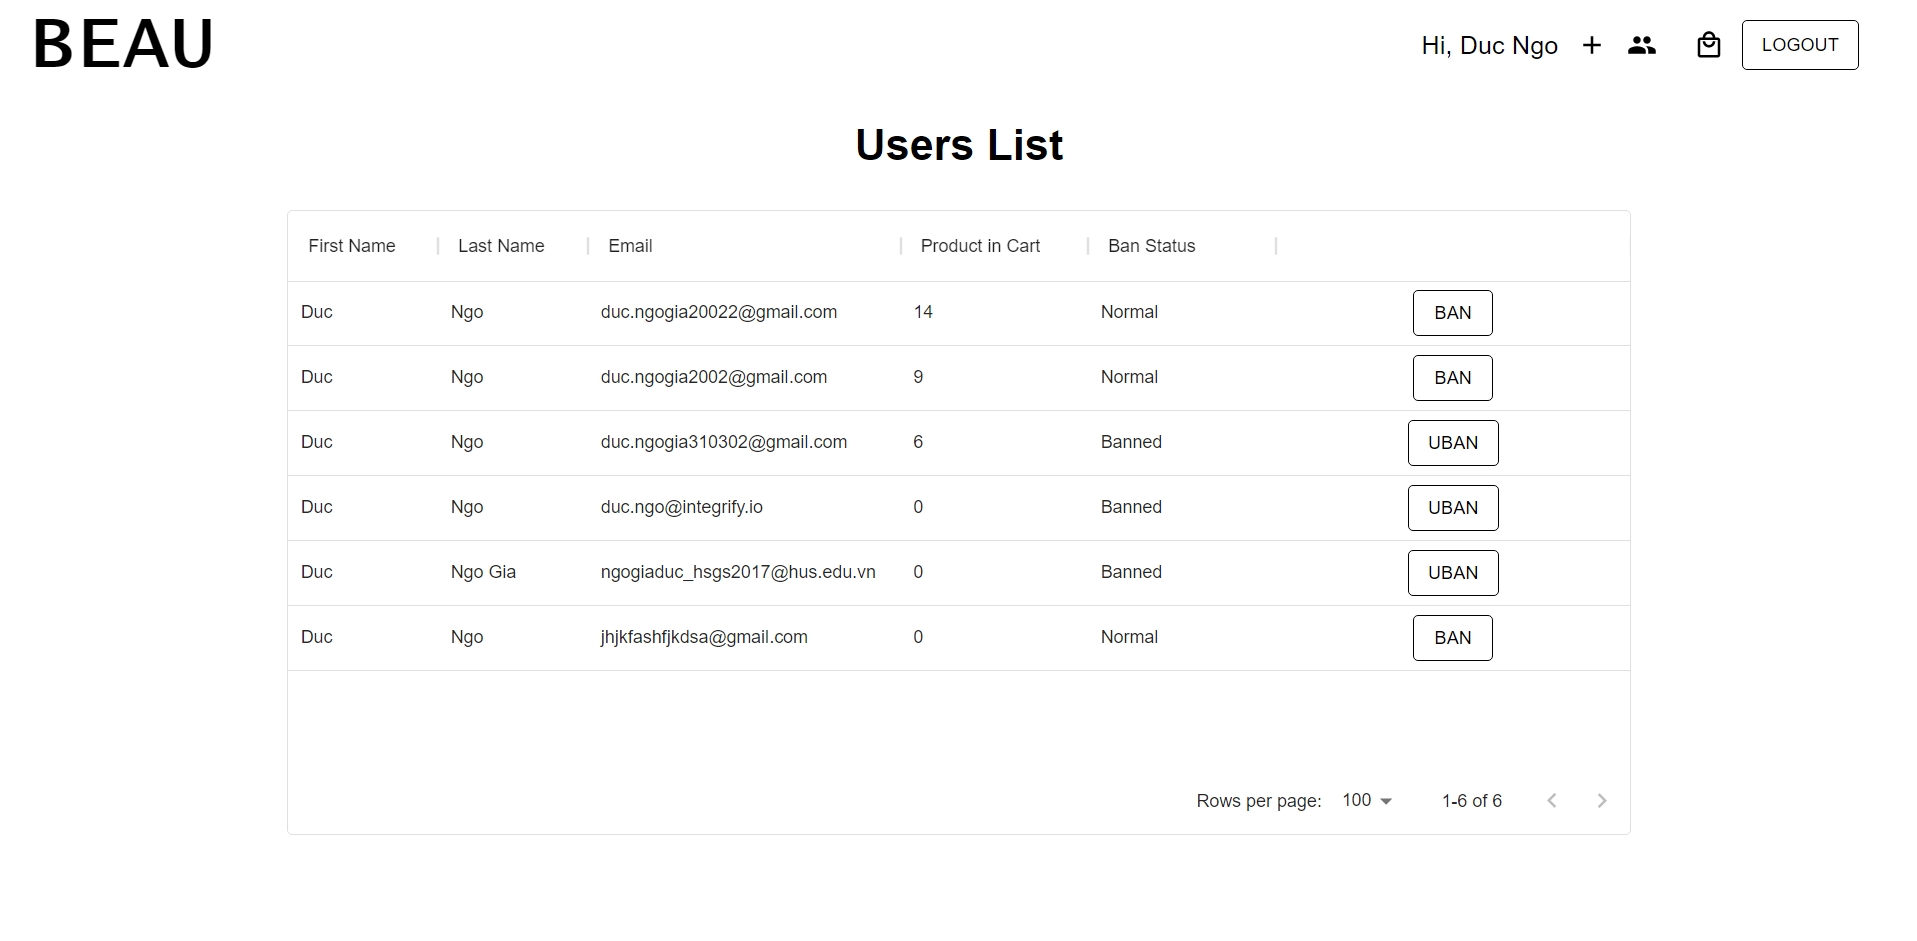 BEAU
Hi, Duc Ngo
LOGOUT
Users List
First Name Last Name Email Product in Cart Ban Status
Duc Ngo duc.ngogia20022@gmail.com 14 Normal BAN
Duc Ngo duc.ngogia2002@gmail.com 9 Normal BAN
Duc Ngo duc.ngogia310302@gmail.com 6 Banned UBAN
Duc Ngo duc.ngo@integrify.io 0 Banned UBAN
Duc Ngo Gia ngogiaduc_hsgs2017@hus.edu.vn 0 Banned UBAN
Duc Ngo jhjkfashfjkdsa@gmail.com 0 Normal BAN
Rows per page: 100 1-6 of 6